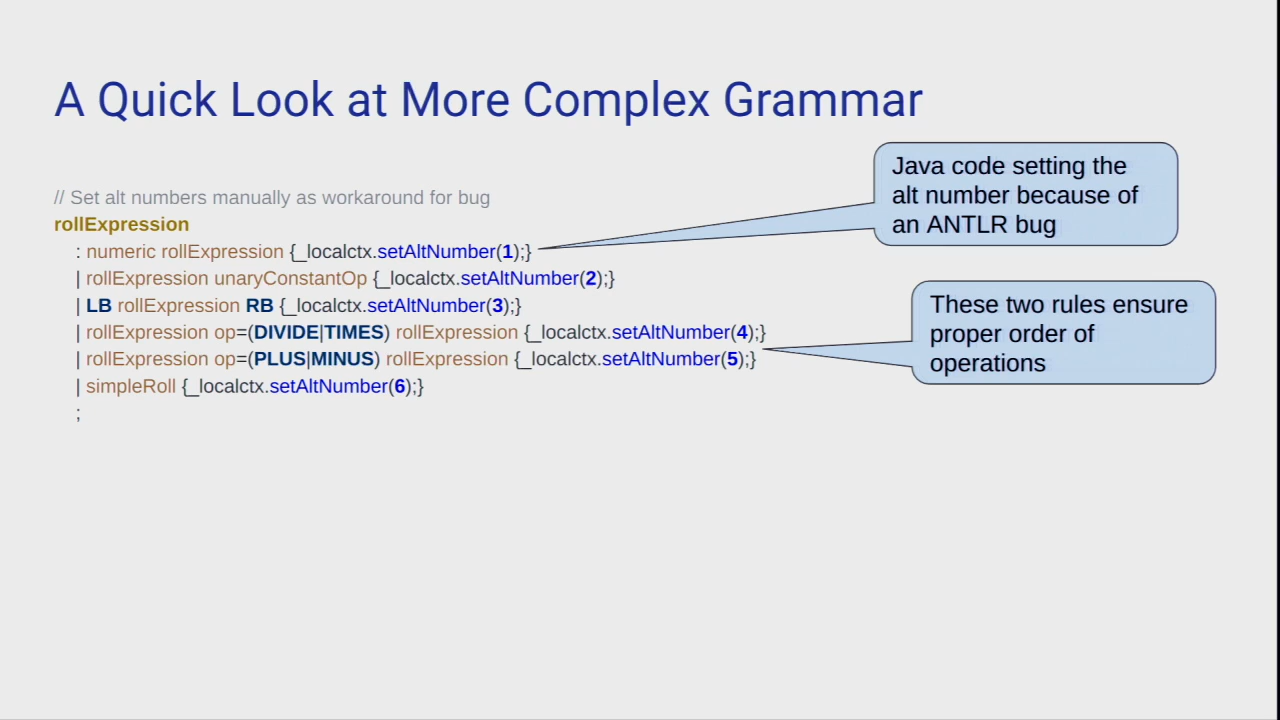 A Quick Look at More Complex Grammar
// Set alt numbers manually as workaround for bug
rollExpression
: numeric rollExpression {_localctx.setAltNumber(1);}
| rollExpression unaryConstantOp {_localctx.setAltNumber(2);}
| LB rollExpression RB {_localctx.setAltNumber(3);}
| rollExpression op=(DIVIDE|TIMES) rollExpression {_localctx.setAltNumber(4);}
| rollExpression op=(PLUS|MINUS) rollExpression {_localctx.setAltNumber(5);}
| simpleRoll {_localctx.setAltNumber(6);}
;
Java code setting the
alt number because of
an ANTLR bug
These two rules ensure
proper order of
operations